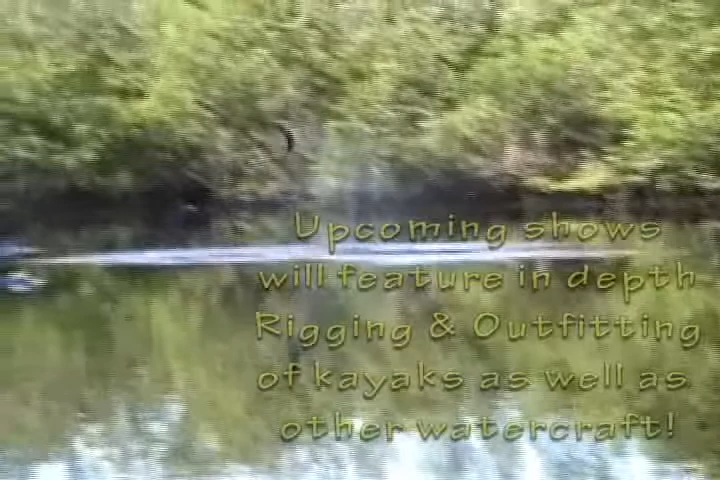 Upcoming shows
will feature in depth
Rigging & Outfitting
of kayaks as well as
other watercraft!